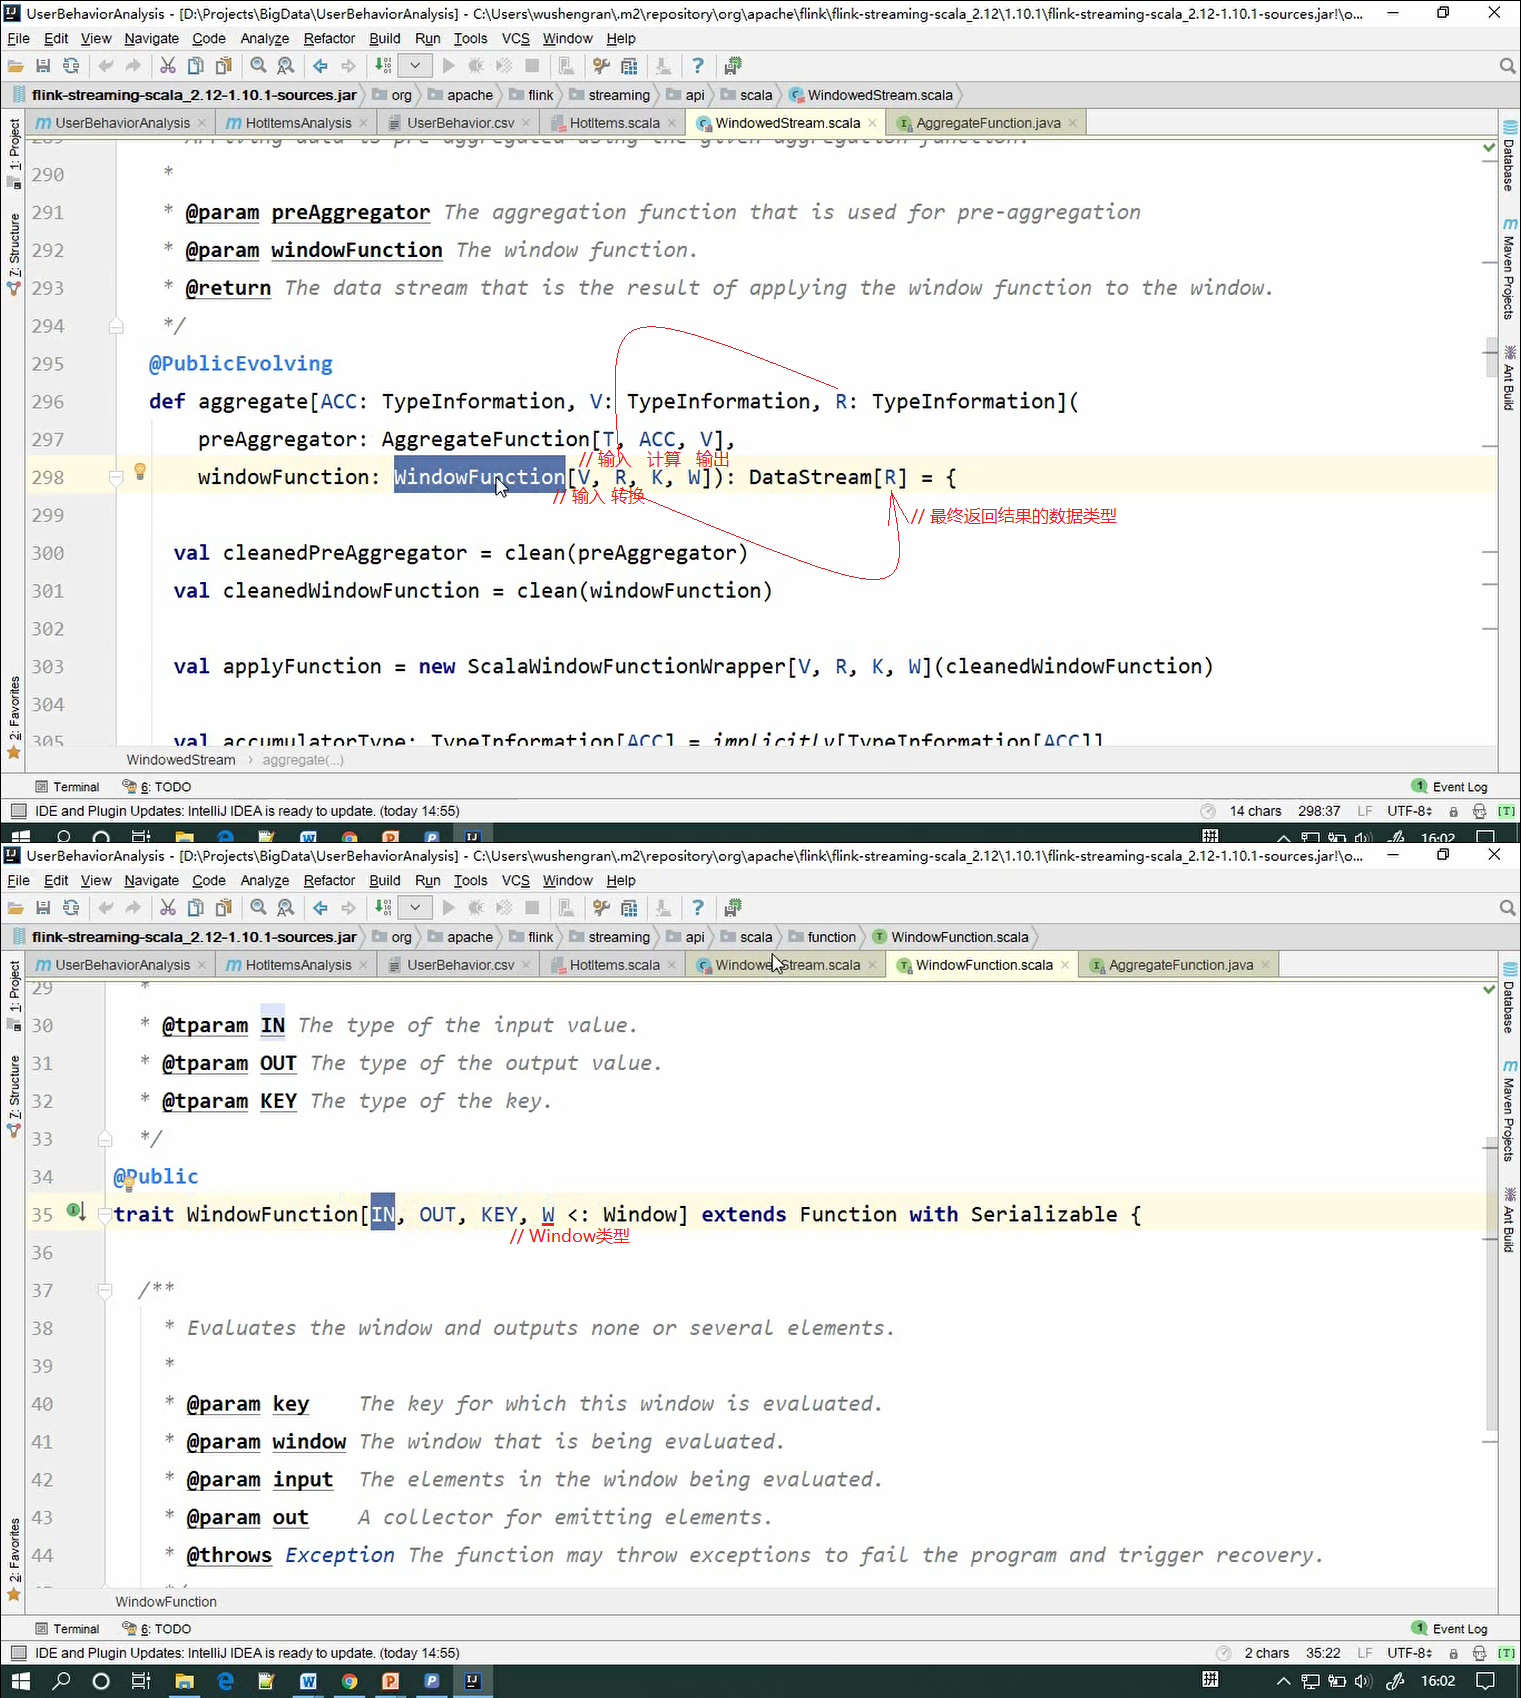 UserBehaviorAnalysis - [D:\Projects\BigData\UserBehaviorAnalysis] - C:\Users\wushengran\.m2\repository\org\apache\flink\flink-streaming-scala_2.12\1.10.1\flink-streaming-scala_2.12-1.10.1-sources.jar!\o...
File Edit View Navigate Code Analyze Refactor Build Run Tools VCS Window Help
flink-streaming-scala_2.12-1.10.1-sources.jar org apache flink streaming api scala WindowedStream.scala
UserBehaviorAnalysis HotItemsAnalysis UserBehavior.csv HotItems.scala WindowedStream.scala AggregateFunction.java
1: Project
7: Structure
2: Favorites
Database
Maven Projects
Ant Build
289 * Arriving data is pre-aggregated using the given aggregation function.
290 *
291 * @param preAggregator The aggregation function that is used for pre-aggregation
292 * @param windowFunction The window function.
293 * @return The data stream that is the result of applying the window function to the window.
294 */
295 @PublicEvolving
296 def aggregate[ACC: TypeInformation, V: TypeInformation, R: TypeInformation](
297 preAggregator: AggregateFunction[T, ACC, V],
// 输入 计算 输出
298 windowFunction: WindowFunction[V, R, K, W]): DataStream[R] = {
// 输入 转换
299
// 最终返回结果的数据类型
300 val cleanedPreAggregator = clean(preAggregator)
301 val cleanedWindowFunction = clean(windowFunction)
302
303 val applyFunction = new ScalaWindowFunctionWrapper[V, R, K, W](cleanedWindowFunction)
304
305 val accumulatorType: TypeInformation[ACC] = implicitly[TypeInformation[ACC]]
WindowedStream › aggregate(...)
Terminal 6: TODO 1 Event Log
IDE and Plugin Updates: IntelliJ IDEA is ready to update. (today 14:55) 14 chars 298:37 LF UTF-8 [T]
拼 16:02
UserBehaviorAnalysis - [D:\Projects\BigData\UserBehaviorAnalysis] - C:\Users\wushengran\.m2\repository\org\apache\flink\flink-streaming-scala_2.12\1.10.1\flink-streaming-scala_2.12-1.10.1-sources.jar!\o...
File Edit View Navigate Code Analyze Refactor Build Run Tools VCS Window Help
flink-streaming-scala_2.12-1.10.1-sources.jar org apache flink streaming api scala function WindowFunction.scala
UserBehaviorAnalysis HotItemsAnalysis UserBehavior.csv HotItems.scala WindowedStream.scala WindowFunction.scala AggregateFunction.java
1: Project
7: Structure
2: Favorites
Database
Maven Projects
Ant Build
29 *
30 * @tparam IN The type of the input value.
31 * @tparam OUT The type of the output value.
32 * @tparam KEY The type of the key.
33 */
34 @Public
35 trait WindowFunction[IN, OUT, KEY, W <: Window] extends Function with Serializable {
// Window类型
36
37 /**
38 * Evaluates the window and outputs none or several elements.
39 *
40 * @param key The key for which this window is evaluated.
41 * @param window The window that is being evaluated.
42 * @param input The elements in the window being evaluated.
43 * @param out A collector for emitting elements.
44 * @throws Exception The function may throw exceptions to fail the program and trigger recovery.
WindowFunction
Terminal 6: TODO 1 Event Log
IDE and Plugin Updates: IntelliJ IDEA is ready to update. (today 14:55) 2 chars 35:22 LF UTF-8 [T]
拼 16:02